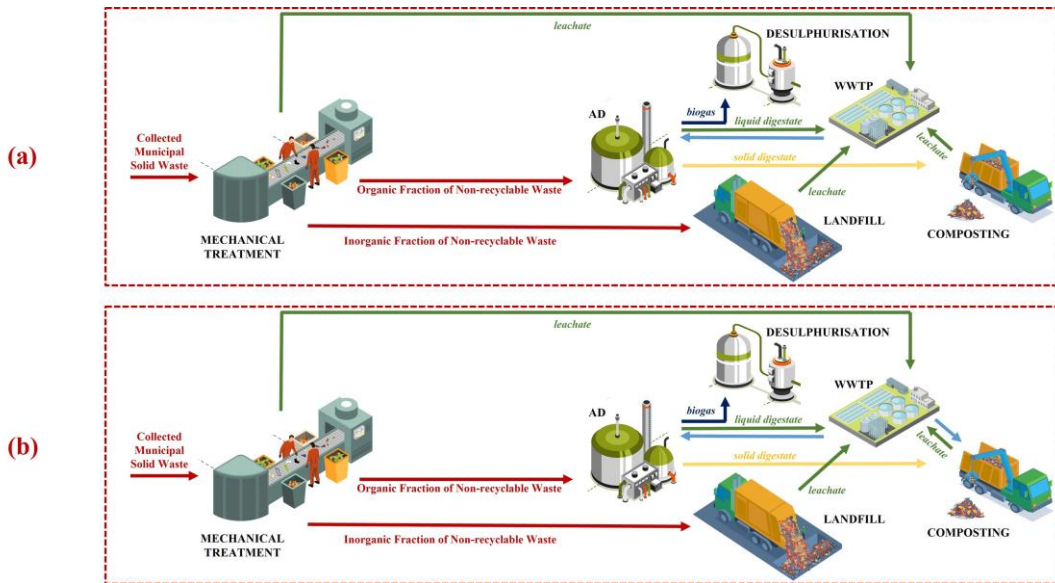 (a)
leachate
DESULPHURISATION
WWTP
AD
biogas
liquid digestate
Collected
Municipal
Solid Waste
solid digestate
leachate
leachate
Organic Fraction of Non-recyclable Waste
LANDFILL
COMPOSTING
MECHANICAL
TREATMENT
Inorganic Fraction of Non-recyclable Waste
(b)
leachate
DESULPHURISATION
WWTP
AD
biogas
liquid digestate
Collected
Municipal
Solid Waste
solid digestate
leachate
leachate
Organic Fraction of Non-recyclable Waste
LANDFILL
COMPOSTING
MECHANICAL
TREATMENT
Inorganic Fraction of Non-recyclable Waste